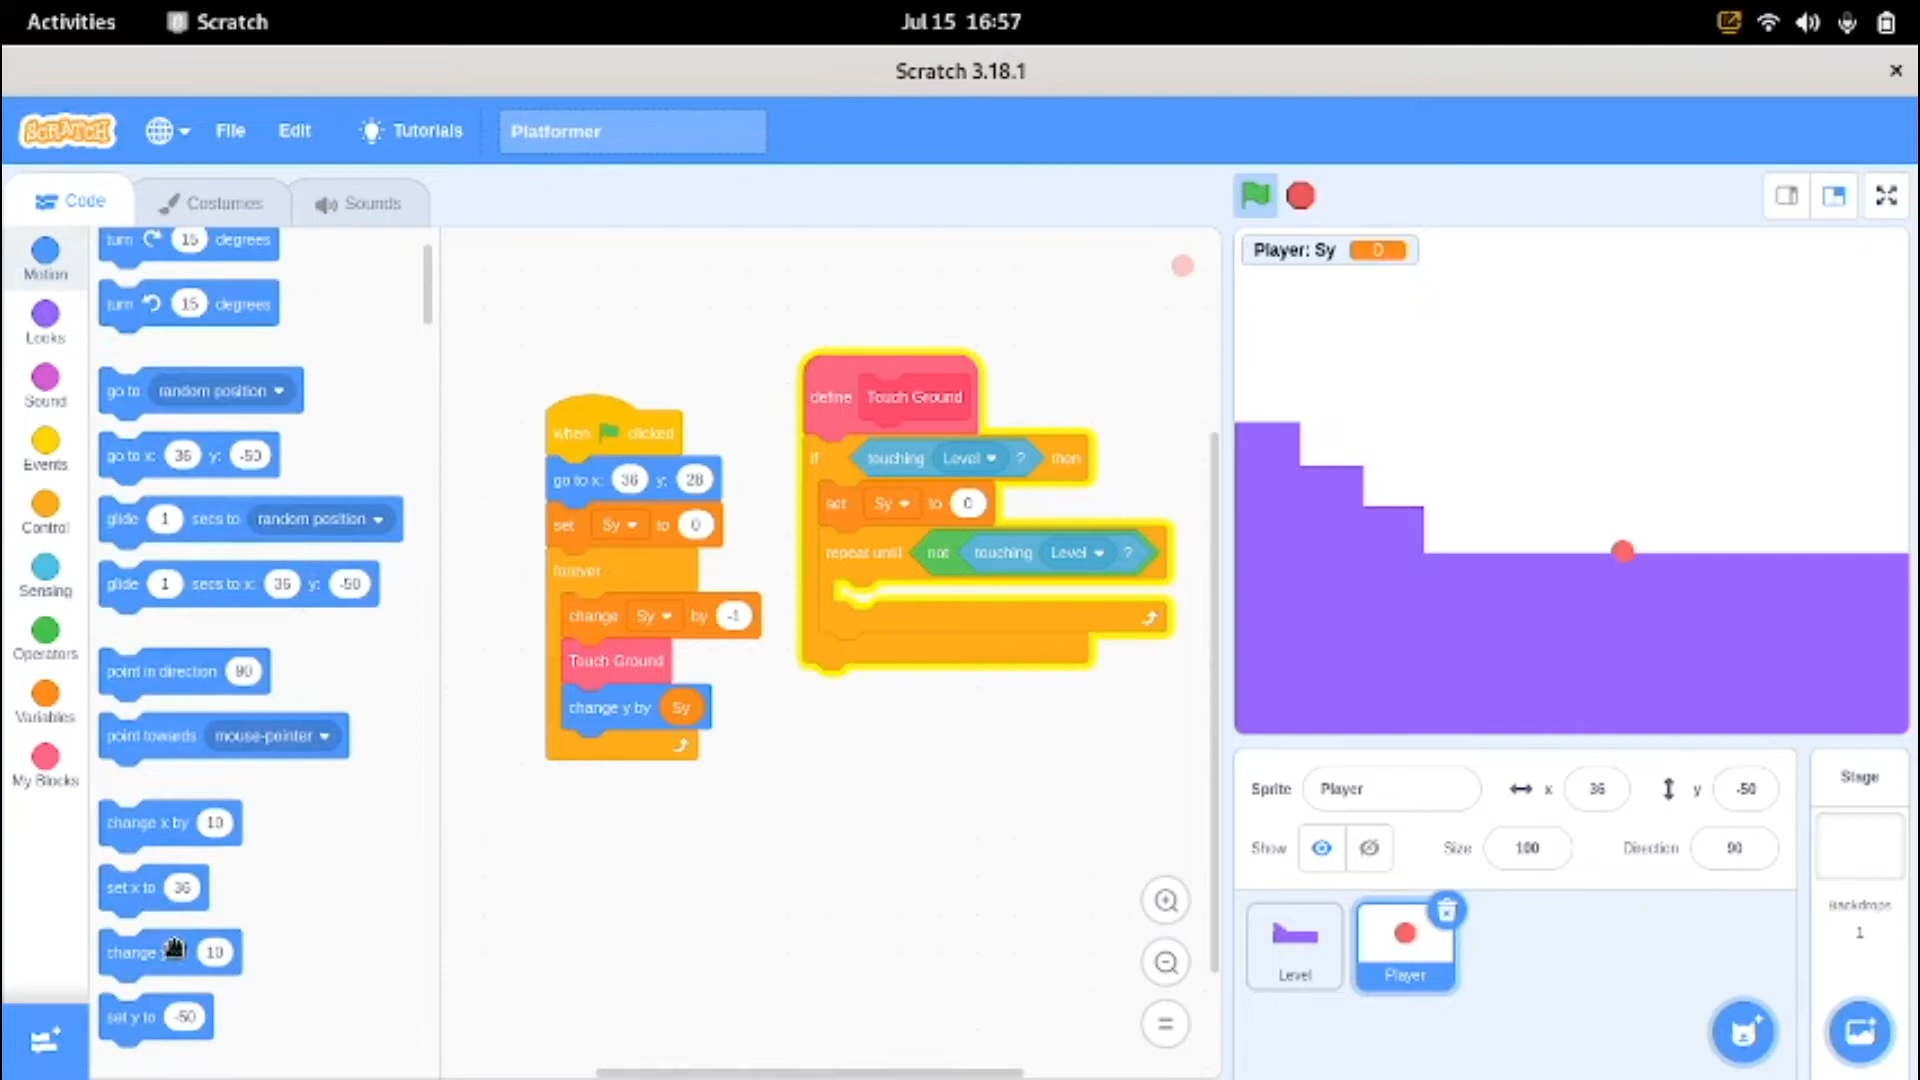 Activities
Scratch
Jul 15 16:57
Scratch 3.18.1
×
SCRATCH
File
Edit
Tutorials
Platformer
Code
Costumes
Sounds
Motion
Looks
Sound
Events
Control
Sensing
Operators
Variables
My Blocks
turn 15 degrees
turn 15 degrees
go to random position
go to x: 36 y: -50
glide 1 secs to random position
glide 1 secs to x: 36 y: -50
point in direction 90
point towards mouse-pointer
change x by 10
set x to 36
change 10
set y to -50
when clicked
go to x: 36 y: 28
set Sy to 0
forever
change Sy by -1
Touch Ground
change y by Sy
define Touch Ground
if touching Level ? then
set Sy to 0
repeat until not touching Level ?
Player: Sy 0
Sprite Player x 36 y -50
Show Size 100 Direction 90
Level
Player
Stage
Backdrops
1